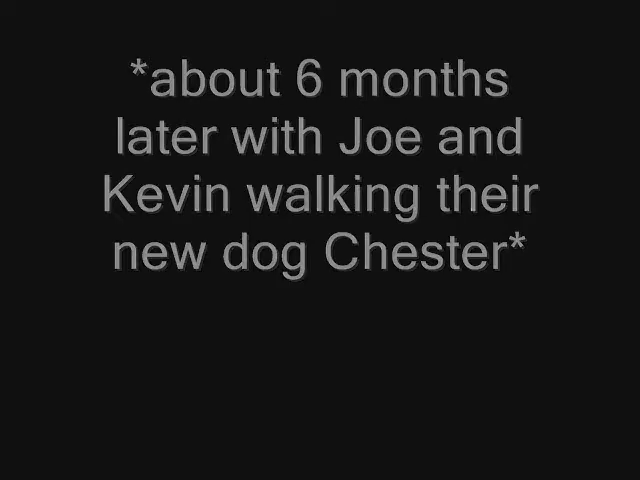 *about 6 months
later with Joe and
Kevin walking their
new dog Chester*